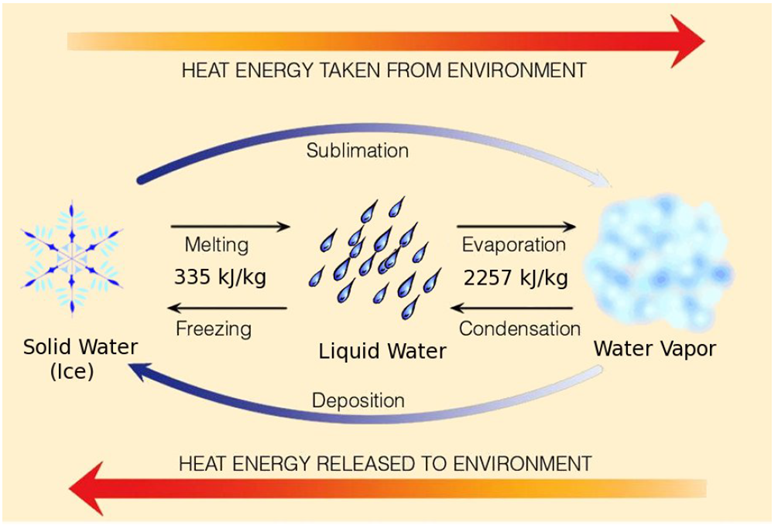 HEAT ENERGY TAKEN FROM ENVIRONMENT
Sublimation
Melting
335 kJ/kg
Freezing
Evaporation
2257 kJ/kg
Condensation
Solid Water
(Ice)
Liquid Water
Water Vapor
Deposition
HEAT ENERGY RELEASED TO ENVIRONMENT